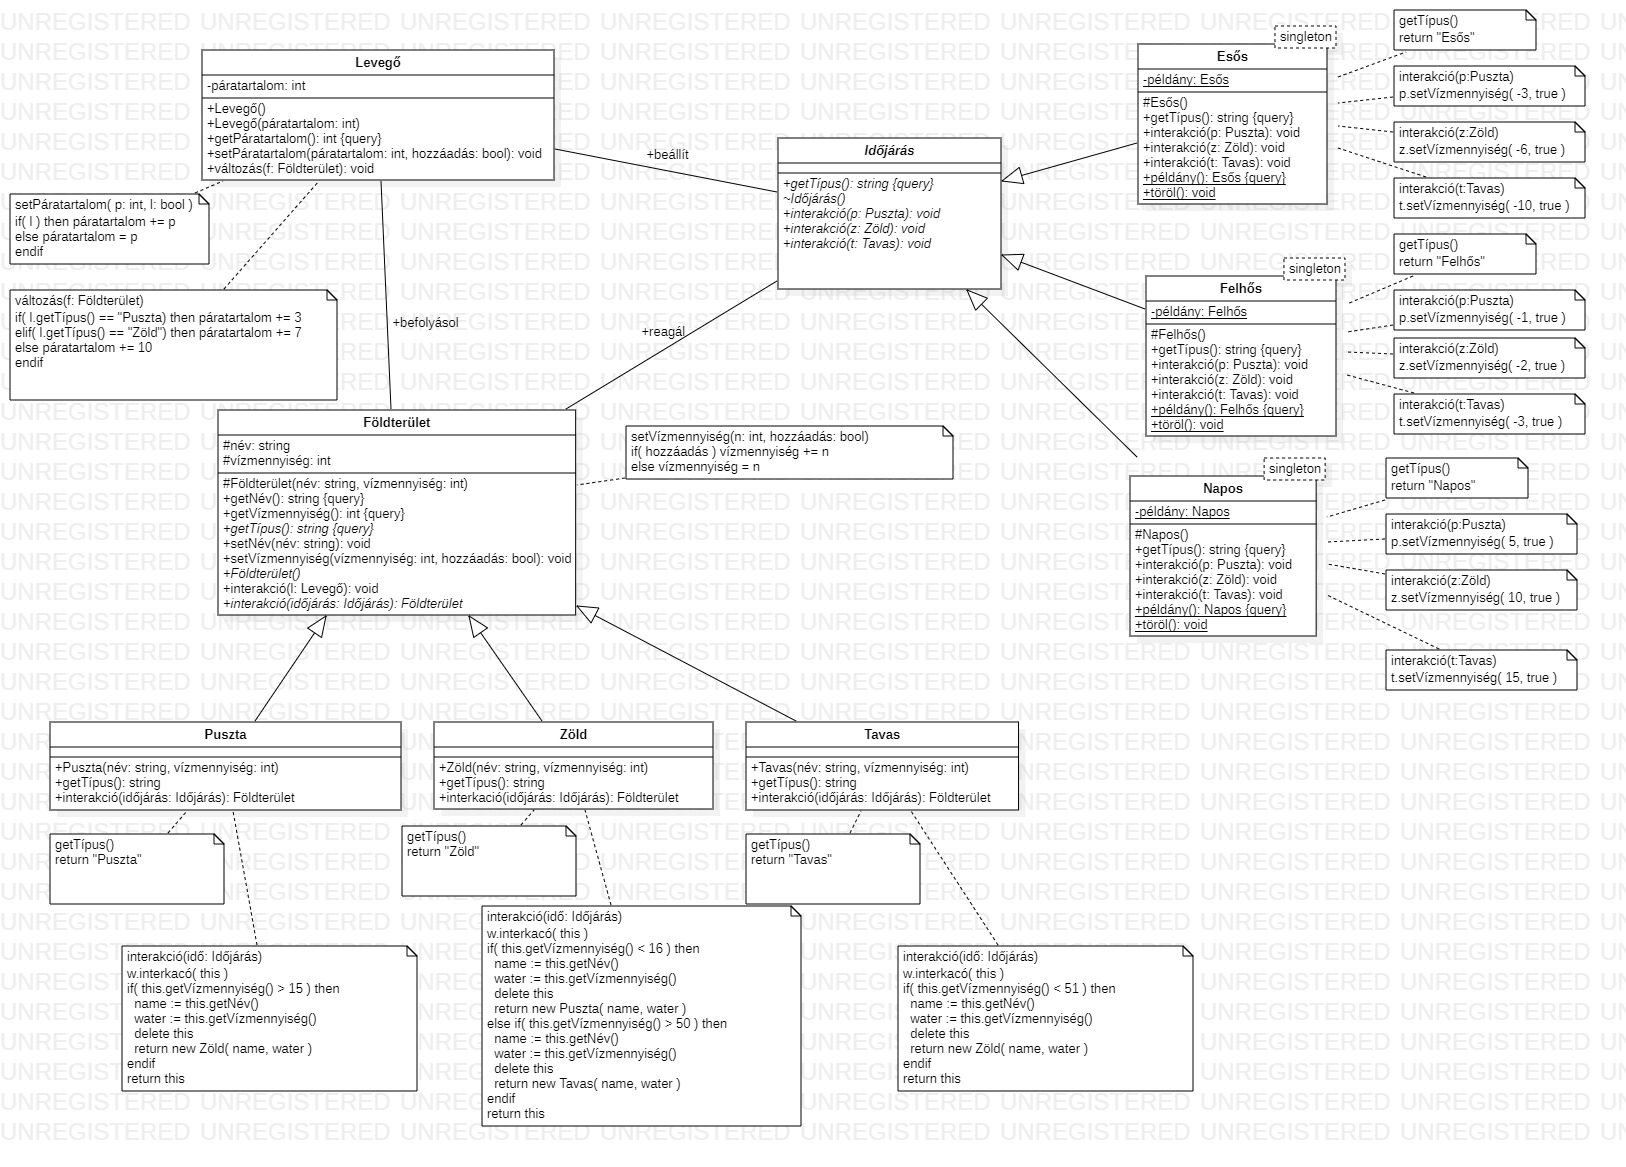 Levegő
-páratartalom: int
+Levegő()
+Levegő(páratartalom: int)
+getPáratartalom(): int {query}
+setPáratartalom(páratartalom: int, hozzáadás: bool): void
+változás(f: Földterület): void
setPáratartalom( p: int, l: bool )
if( l ) then páratartalom += p
else páratartalom = p
endif
változás(f: Földterület)
if( l.getTípus() == "Puszta) then páratartalom += 3
elif( l.getTípus() == "Zöld") then páratartalom += 7
else páratartalom += 10
endif
+beállít
+befolyásol
+reagál
Időjárás
+getTípus(): string {query}
~Időjárás()
+interakció(p: Puszta): void
+interakció(z: Zöld): void
+interakció(t: Tavas): void
singleton
Esős
-példány: Esős
#Esős()
+getTípus(): string {query}
+interakció(p: Puszta): void
+interakció(z: Zöld): void
+interakció(t: Tavas): void
+példány(): Esős {query}
+töröl(): void
getTípus()
return "Esős"
interakció(p:Puszta)
p.setVízmennyiség( -3, true )
interakció(z:Zöld)
z.setVízmennyiség( -6, true )
interakció(t:Tavas)
t.setVízmennyiség( -10, true )
singleton
Felhős
-példány: Felhős
#Felhős()
+getTípus(): string {query}
+interakció(p: Puszta): void
+interakció(z: Zöld): void
+interakció(t: Tavas): void
+példány(): Felhős {query}
+töröl(): void
getTípus()
return "Felhős"
interakció(p:Puszta)
p.setVízmennyiség( -1, true )
interakció(z:Zöld)
z.setVízmennyiség( -2, true )
interakció(t:Tavas)
t.setVízmennyiség( -3, true )
singleton
Napos
-példány: Napos
#Napos()
+getTípus(): string {query}
+interakció(p: Puszta): void
+interakció(z: Zöld): void
+interakció(t: Tavas): void
+példány(): Napos {query}
+töröl(): void
getTípus()
return "Napos"
interakció(p:Puszta)
p.setVízmennyiség( 5, true )
interakció(z:Zöld)
z.setVízmennyiség( 10, true )
interakció(t:Tavas)
t.setVízmennyiség( 15, true )
Földterület
#név: string
#vízmennyiség: int
#Földterület(név: string, vízmennyiség: int)
+getNév(): string {query}
+getVízmennyiség(): int {query}
+getTípus(): string {query}
+setNév(név: string): void
+setVízmennyiség(vízmennyiség: int, hozzáadás: bool): void
+Földterület()
+interakció(l: Levegő): void
+interakció(időjárás: Időjárás): Földterület
setVízmennyiség(n: int, hozzáadás: bool)
if( hozzáadás ) vízmennyiség += n
else vízmennyiség = n
Puszta
+Puszta(név: string, vízmennyiség: int)
+getTípus(): string
+interakció(időjárás: Időjárás): Földterület
Zöld
+Zöld(név: string, vízmennyiség: int)
+getTípus(): string
+interkació(időjárás: Időjárás): Földterület
Tavas
+Tavas(név: string, vízmennyiség: int)
+getTípus(): string
+interakció(időjárás: Időjárás): Földterület
getTípus()
return "Puszta"
getTípus()
return "Zöld"
getTípus()
return "Tavas"
interakció(idő: Időjárás)
w.interkacó( this )
if( this.getVízmennyiség() > 15 ) then
name := this.getNév()
water := this.getVízmennyiség()
delete this
return new Zöld( name, water )
endif
return this
interakció(idő: Időjárás)
w.interkacó( this )
if( this.getVízmennyiség() < 16 ) then
name := this.getNév()
water := this.getVízmennyiség()
delete this
return new Puszta( name, water )
else if( this.getVízmennyiség() > 50 ) then
name := this.getNév()
water := this.getVízmennyiség()
delete this
return new Tavas( name, water )
endif
return this
interakció(idő: Időjárás)
w.interkacó( this )
if( this.getVízmennyiség() < 51 ) then
name := this.getNév()
water := this.getVízmennyiség()
delete this
return new Zöld( name, water )
endif
return this